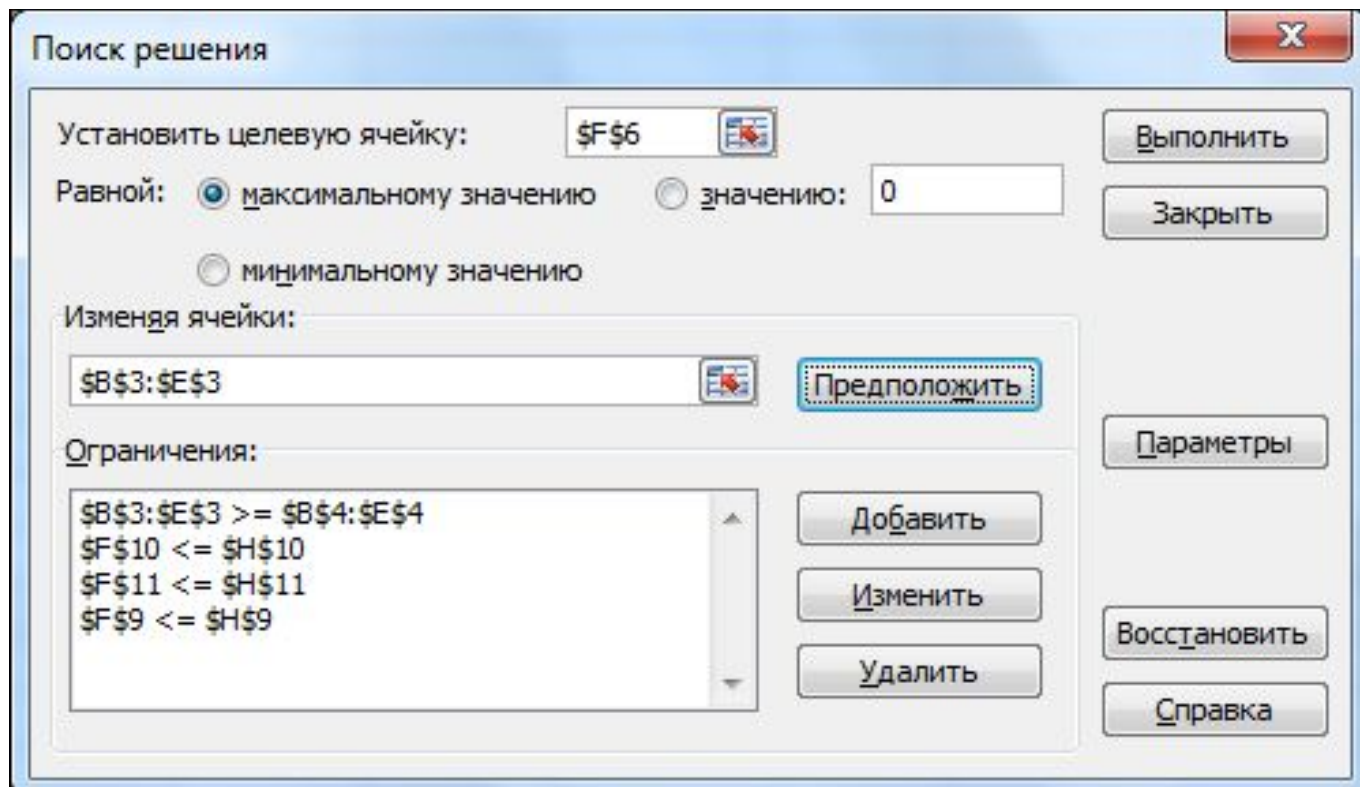 Поиск решения
Установить целевую ячейку: $F$6
Равной: максимальному значению значению: 0
минимальному значению
Изменяя ячейки:
$B$3:$E$3
Предположить
Ограничения:
$B$3:$E$3 >= $B$4:$E$4
$F$10 <= $H$10
$F$11 <= $H$11
$F$9 <= $H$9
Добавить
Изменить
Удалить
Выполнить
Закрыть
Параметры
Восстановить
Справка